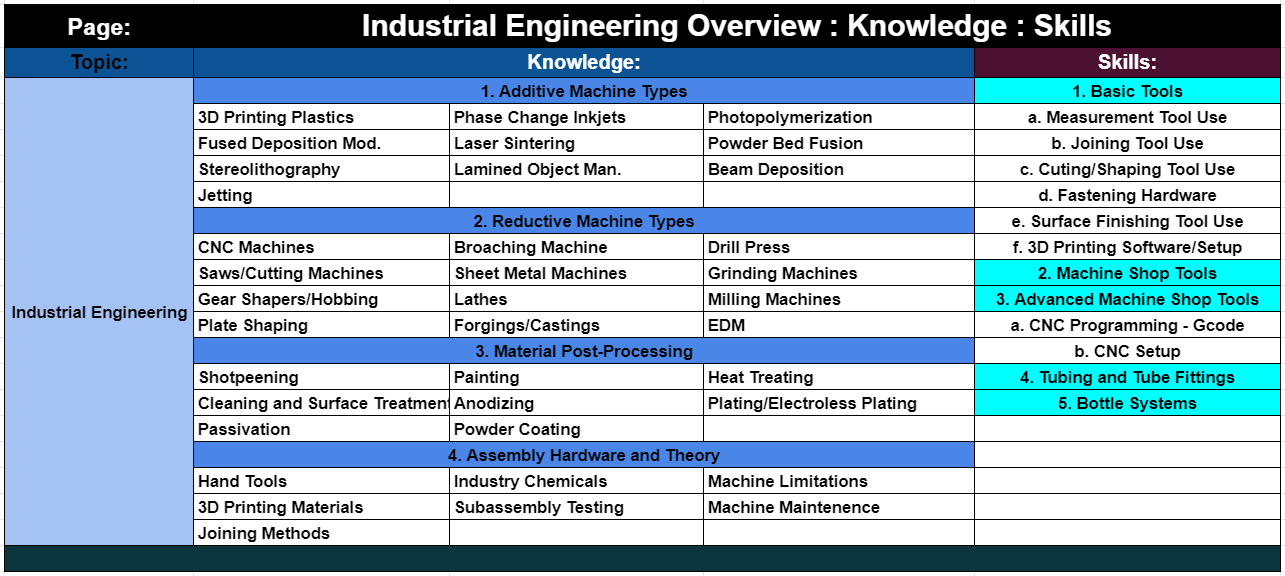 Page: Industrial Engineering Overview : Knowledge : Skills
Topic: Knowledge: Skills:
1. Additive Machine Types 1. Basic Tools
3D Printing Plastics Phase Change Inkjets Photopolymerization a. Measurement Tool Use
Fused Deposition Mod. Laser Sintering Powder Bed Fusion b. Joining Tool Use
Stereolithography Lamined Object Man. Beam Deposition c. Cuting/Shaping Tool Use
Jetting d. Fastening Hardware
2. Reductive Machine Types e. Surface Finishing Tool Use
CNC Machines Broaching Machine Drill Press f. 3D Printing Software/Setup
Saws/Cutting Machines Sheet Metal Machines Grinding Machines 2. Machine Shop Tools
Gear Shapers/Hobbing Lathes Milling Machines 3. Advanced Machine Shop Tools
Industrial Engineering
Plate Shaping Forgings/Castings EDM a. CNC Programming - Gcode
3. Material Post-Processing b. CNC Setup
Shotpeening Painting Heat Treating 4. Tubing and Tube Fittings
Cleaning and Surface Treatment Anodizing Plating/Electroless Plating 5. Bottle Systems
Passivation Powder Coating
4. Assembly Hardware and Theory
Hand Tools Industry Chemicals Machine Limitations
3D Printing Materials Subassembly Testing Machine Maintenence
Joining Methods